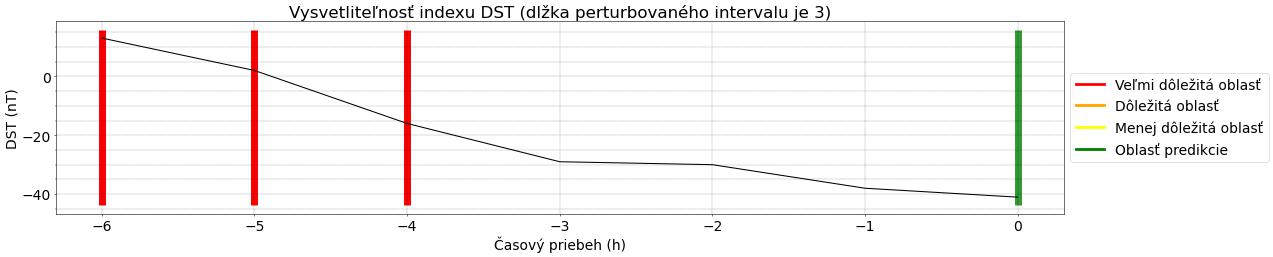 Vysvetliteľnosť indexu DST (dĺžka perturbovaného intervalu je 3)
DST (nT)
0
−20
−40
−6 −5 −4 −3 −2 −1 0
Časový priebeh (h)
Veľmi dôležitá oblasť
Dôležitá oblasť
Menej dôležitá oblasť
Oblasť predikcie